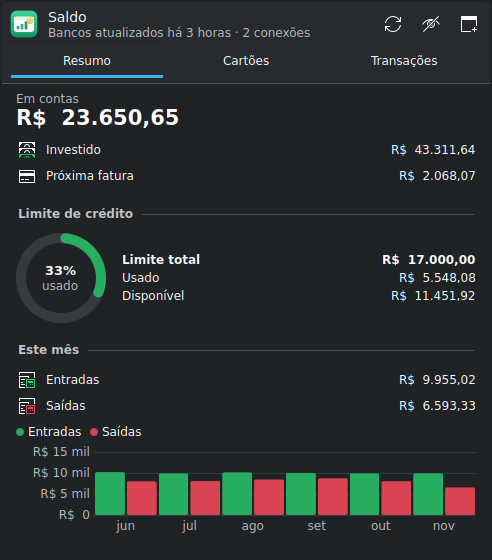 Saldo
Bancos atualizados há 3 horas · 2 conexões
Resumo Cartões Transações
Em contas
R$ 23.650,65
Investido R$ 43.311,64
Próxima fatura R$ 2.068,07
Limite de crédito
33%
usado
Limite total R$ 17.000,00
Usado R$ 5.548,08
Disponível R$ 11.451,92
Este mês
Entradas R$ 9.955,02
Saídas R$ 6.593,33
Entradas Saídas
R$ 15 mil
R$ 10 mil
R$ 5 mil
R$ 0
jun jul ago set out nov